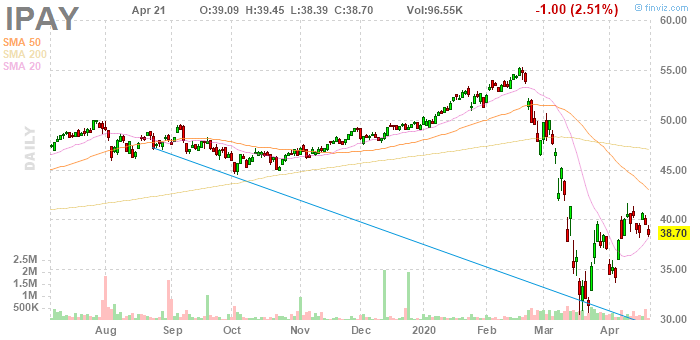 IPAY Apr 21 O:39.09 H:39.45 L:38.39 C:38.70 Vol:96.55K -1.00 (2.51%) © finviz.com
SMA 50
SMA 200
SMA 20
DAILY
60.00
55.00
50.00
45.00
40.00
38.70
35.00
30.00
2.5M
2M
1.5M
1M
500K
Aug Sep Oct Nov Dec 2020 Feb Mar Apr